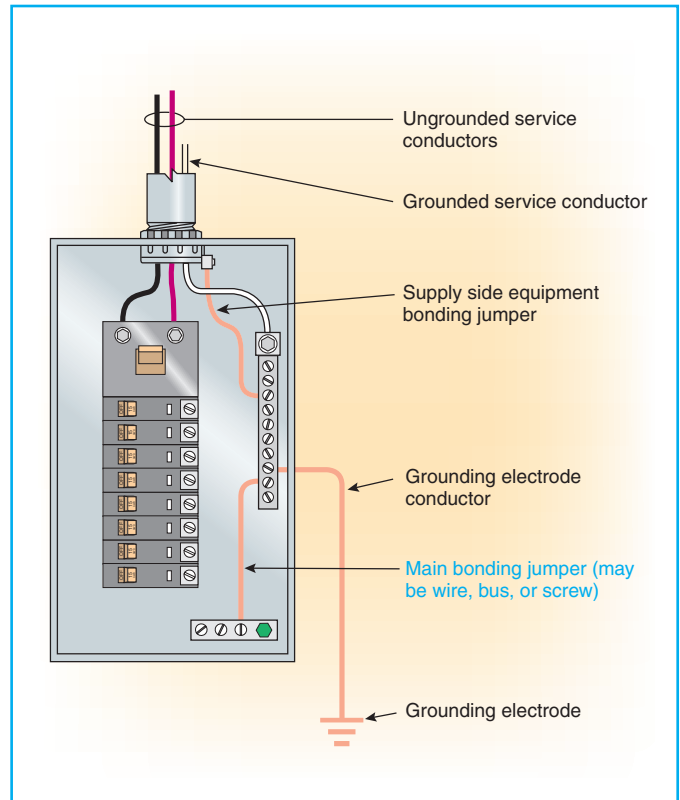 Ungrounded service
conductors
Grounded service conductor
Supply side equipment
bonding jumper
Grounding electrode
conductor
Main bonding jumper (may
be wire, bus, or screw)
Grounding electrode